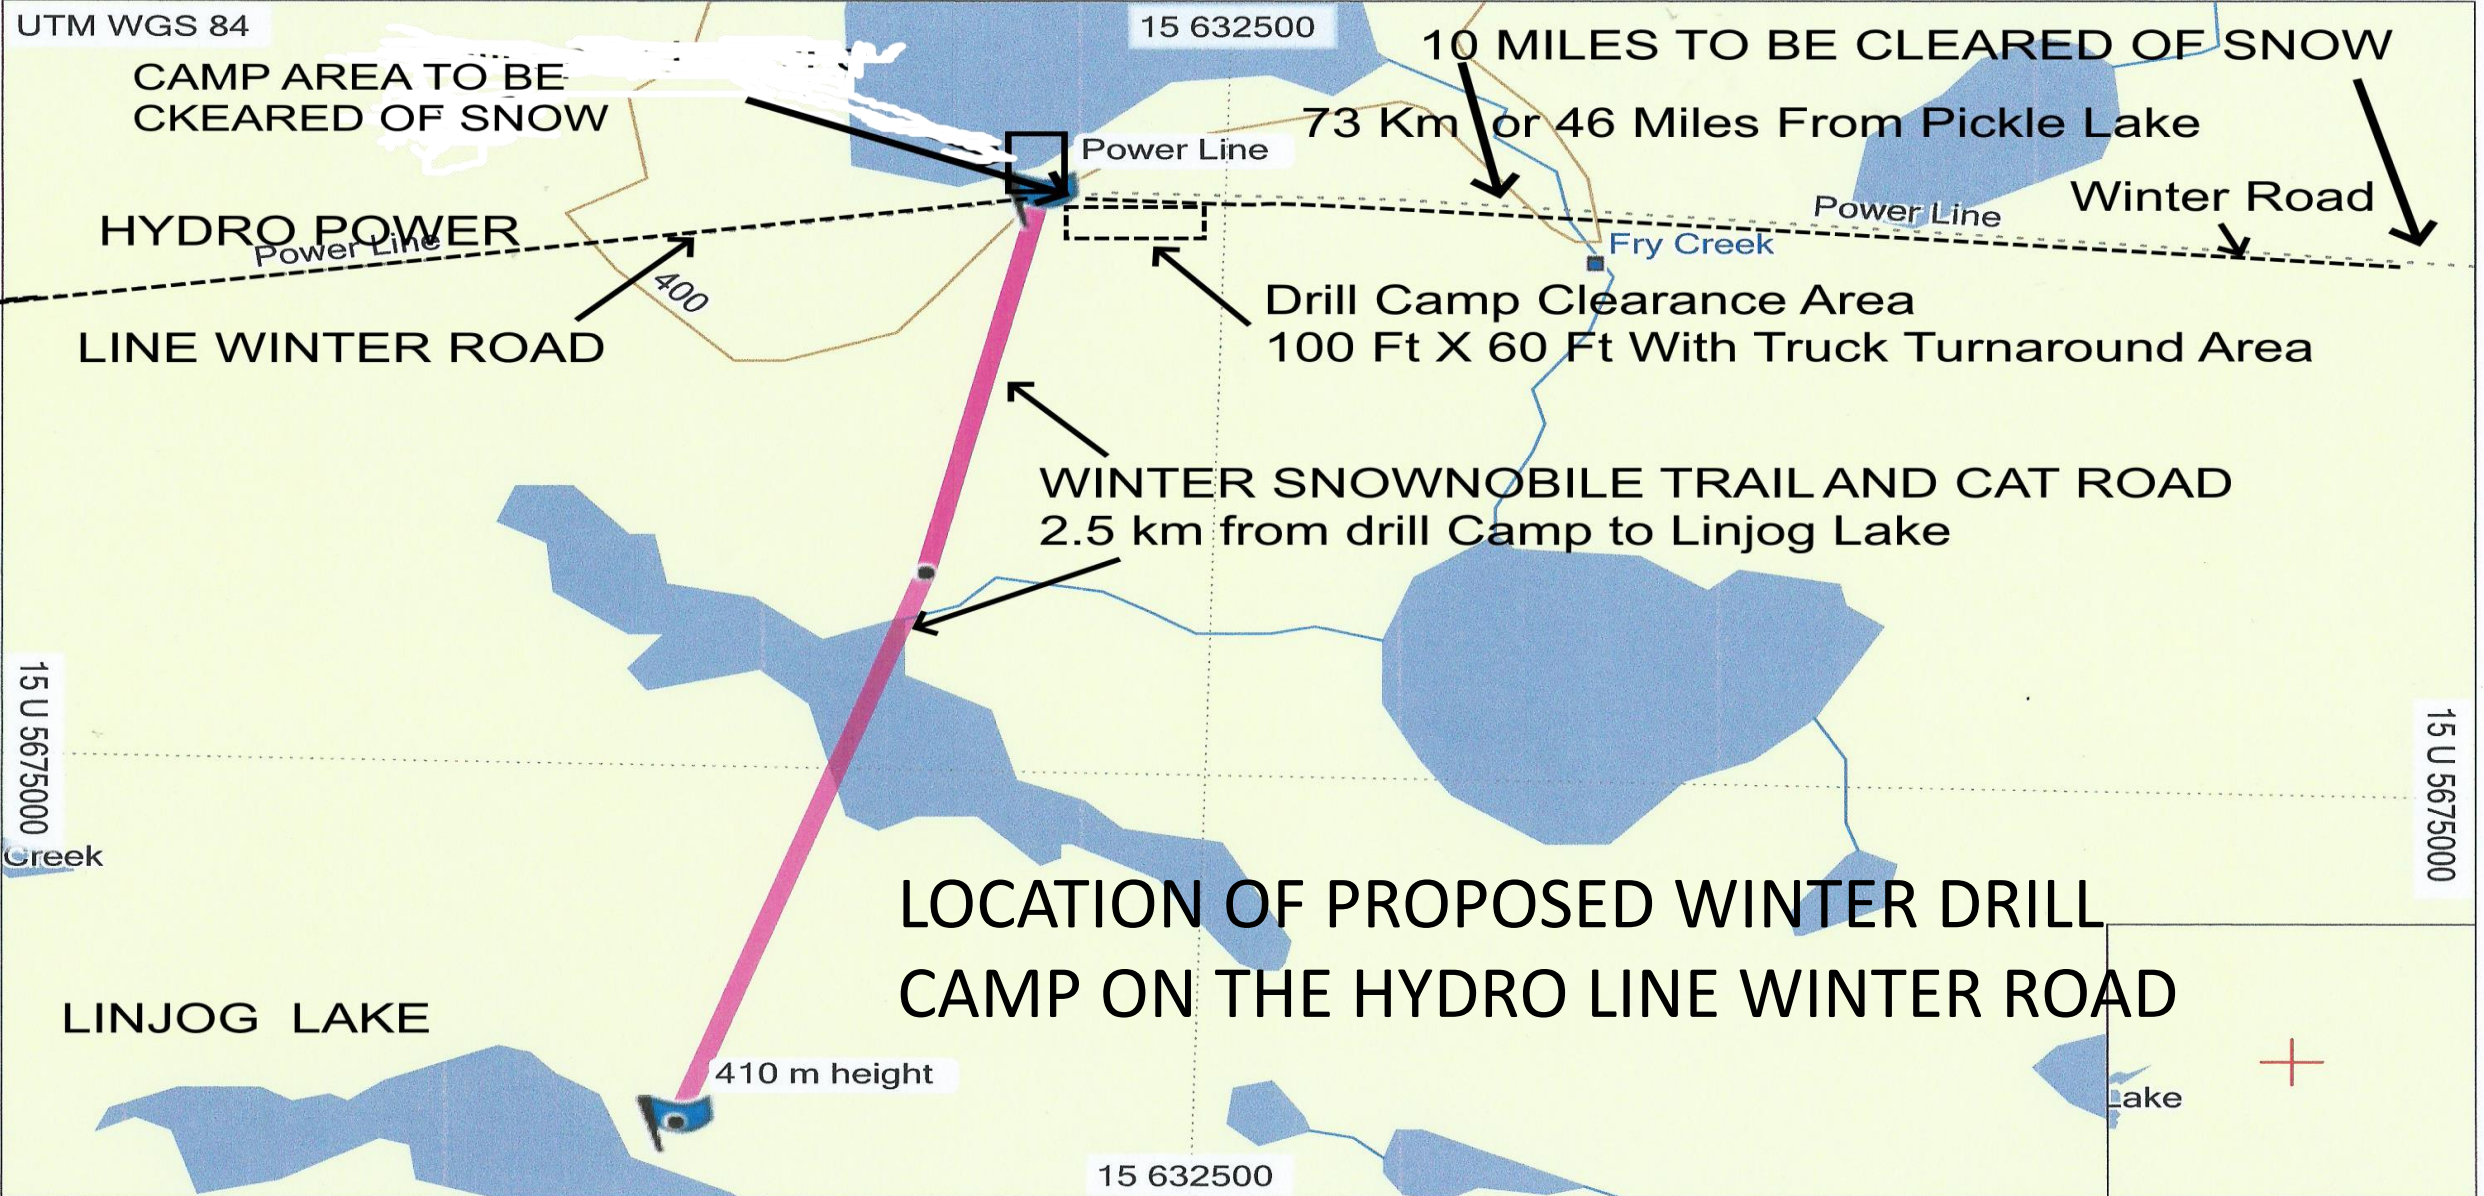 UTM WGS 84
15 632500
10 MILES TO BE CLEARED OF SNOW
CAMP AREA TO BE
CKEARED OF SNOW
73 Km or 46 Miles From Pickle Lake
Power Line
Winter Road
Power Line
HYDRO POWER
Power Line
Fry Creek
400
Drill Camp Clearance Area
100 Ft X 60 Ft With Truck Turnaround Area
LINE WINTER ROAD
WINTER SNOWNOBILE TRAIL AND CAT ROAD
2.5 km from drill Camp to Linjog Lake
15 U 5675000
15 U 5675000
Creek
LOCATION OF PROPOSED WINTER DRILL
CAMP ON THE HYDRO LINE WINTER ROAD
LINJOG LAKE
410 m height
Lake
15 632500